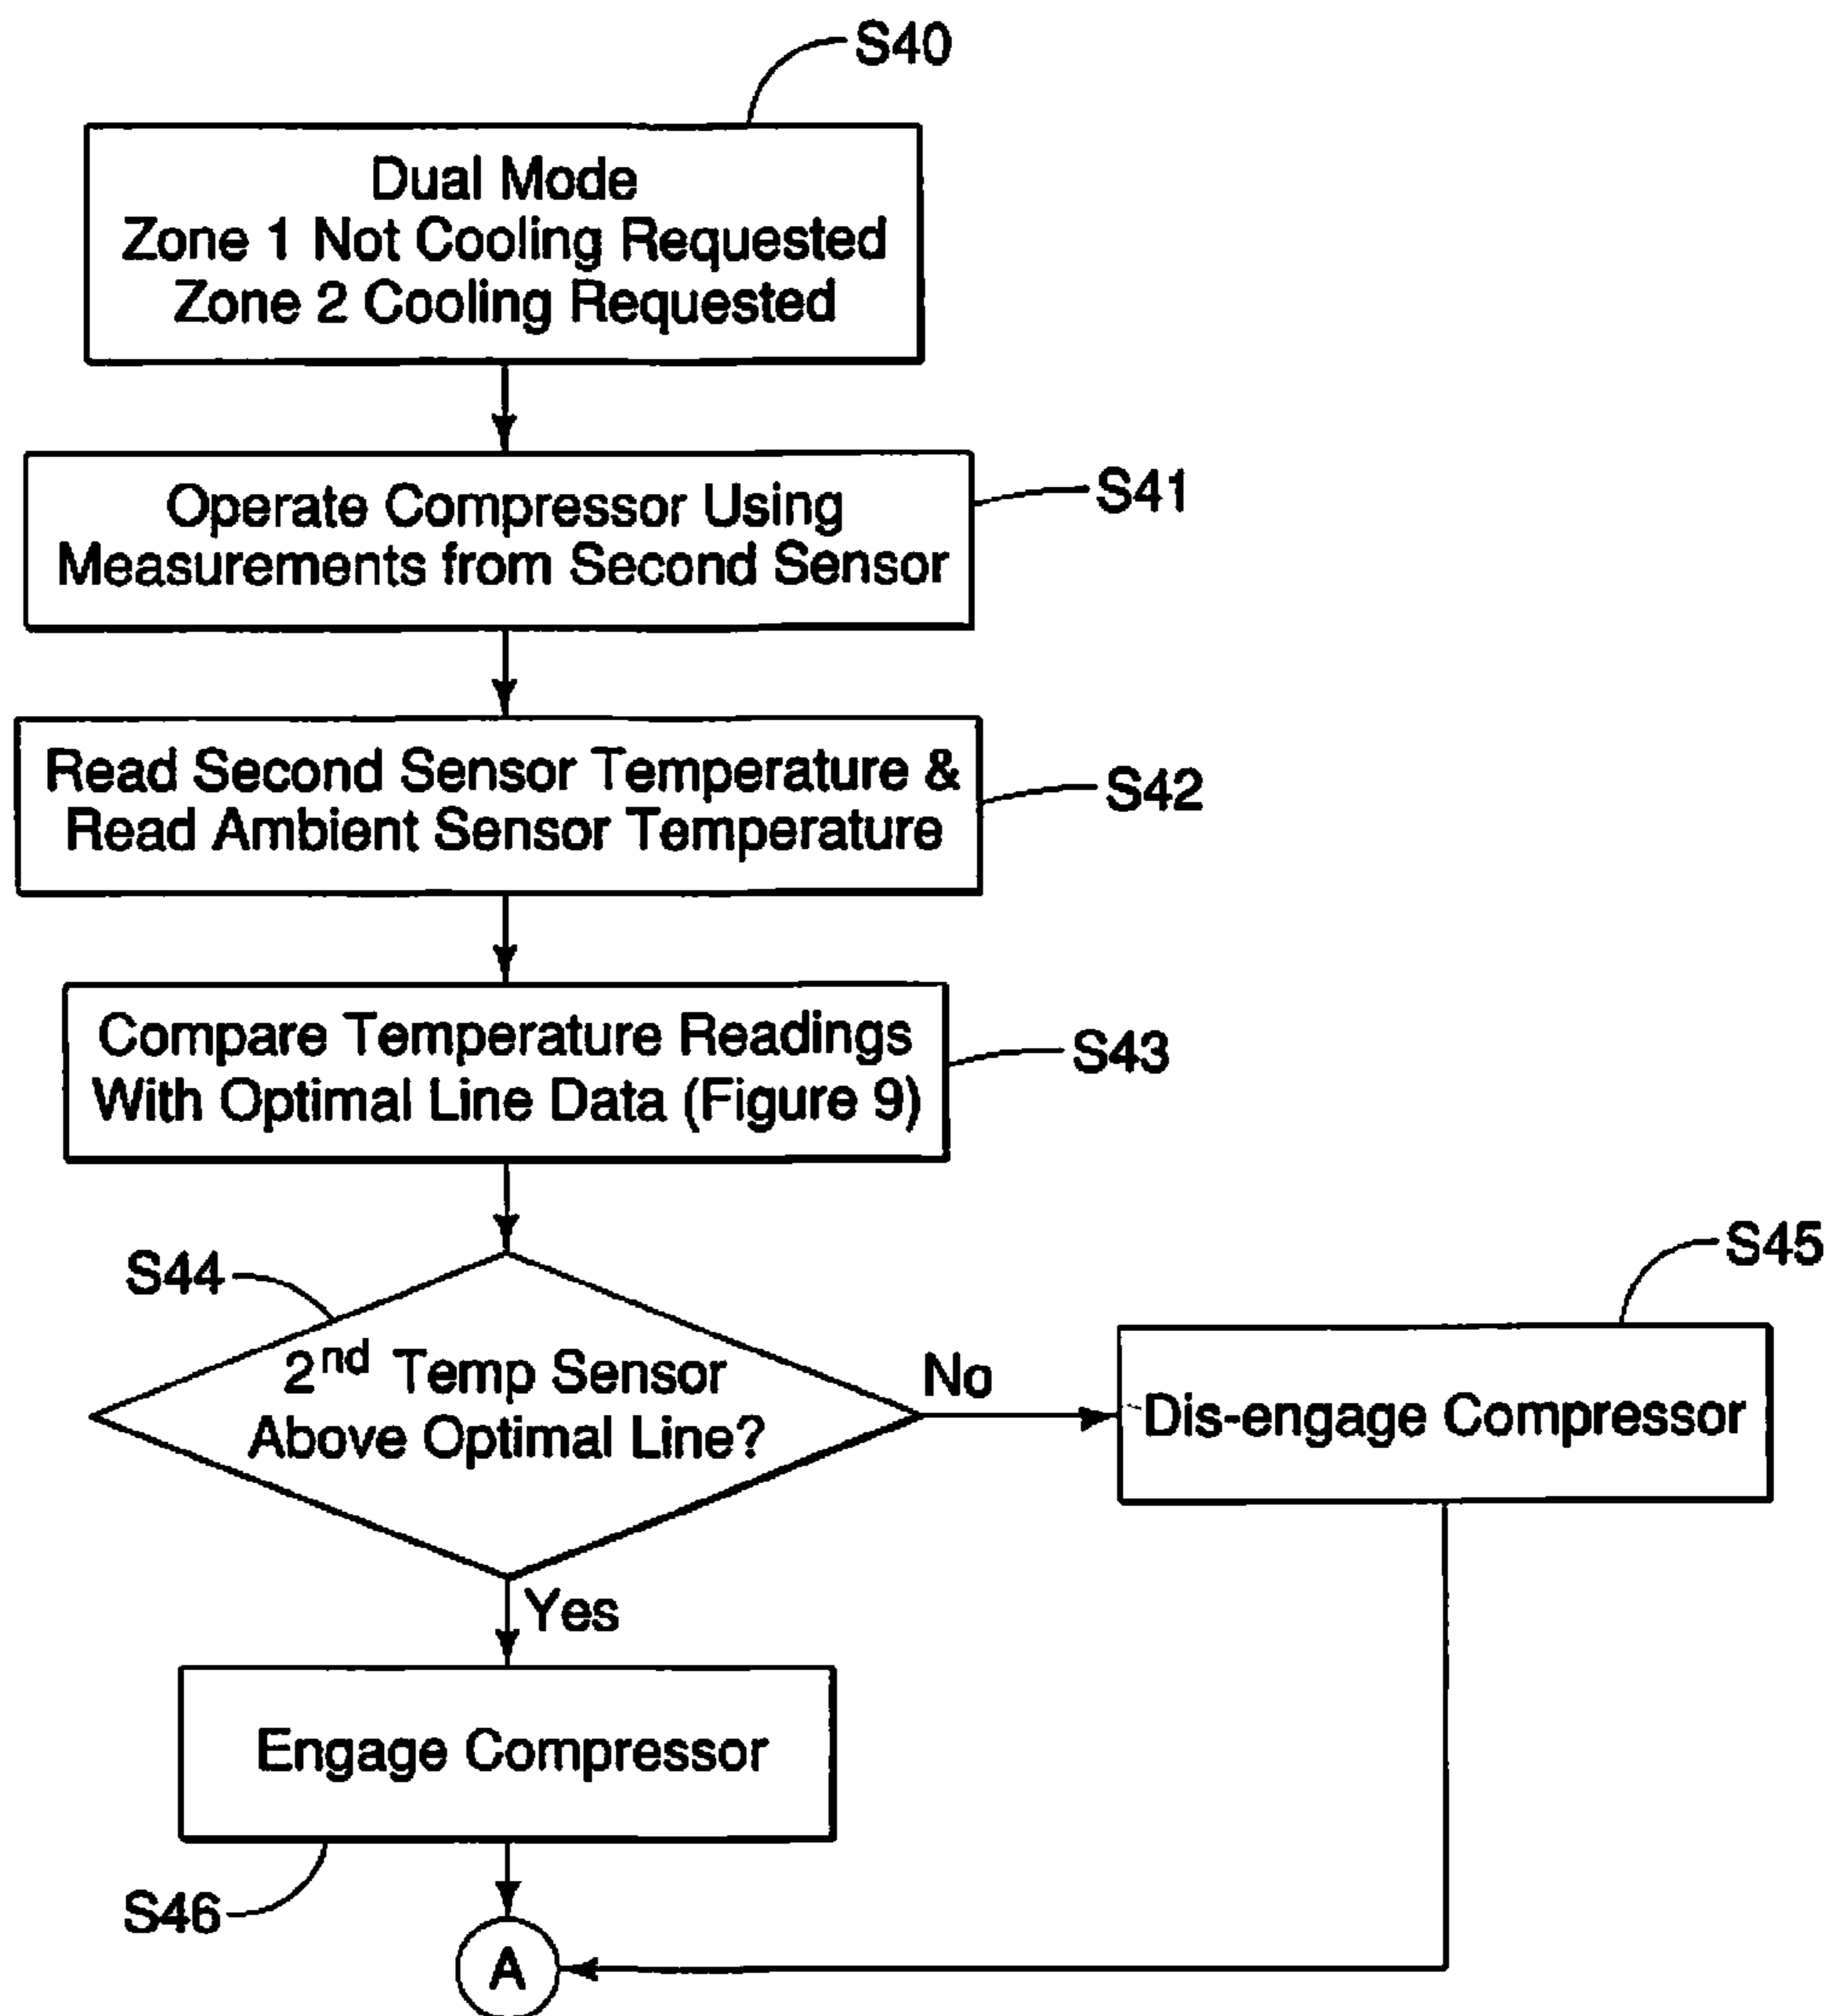 S40
Dual Mode
Zone 1 Not Cooling Requested
Zone 2 Cooling Requested
S41
Operate Compressor Using
Measurements from Second Sensor
S42
Read Second Sensor Temperature &
Read Ambient Sensor Temperature
S43
Compare Temperature Readings
With Optimal Line Data (Figure 9)
S44
2nd Temp Sensor
Above Optimal Line?
No
S45
Dis-engage Compressor
Yes
Engage Compressor
S46
A